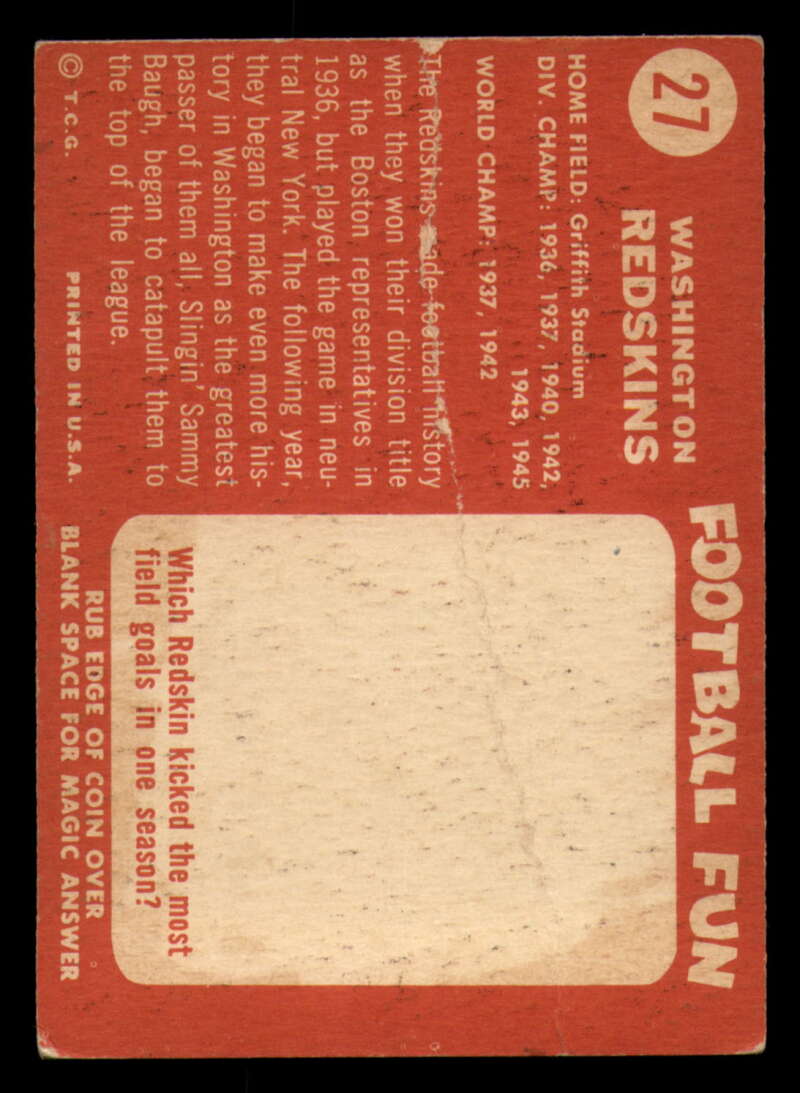 27
WASHINGTON
REDSKINS
HOME FIELD: Griffith Stadium
DIV. CHAMP: 1936, 1937, 1940, 1942,
1943, 1945
WORLD CHAMP: 1937, 1942
The Redskins made football history
when they won their division title
as the Boston representatives in
1936, but played the game in neu-
tral New York. The following year,
they began to make even more his-
tory in Washington as the greatest
passer of them all, Slingin' Sammy
Baugh, began to catapult them to
the top of the league.
© T.C.G.
PRINTED IN U.S.A.
FOOTBALL FUN
Which Redskin kicked the most
field goals in one season?
RUB EDGE OF COIN OVER
BLANK SPACE FOR MAGIC ANSWER